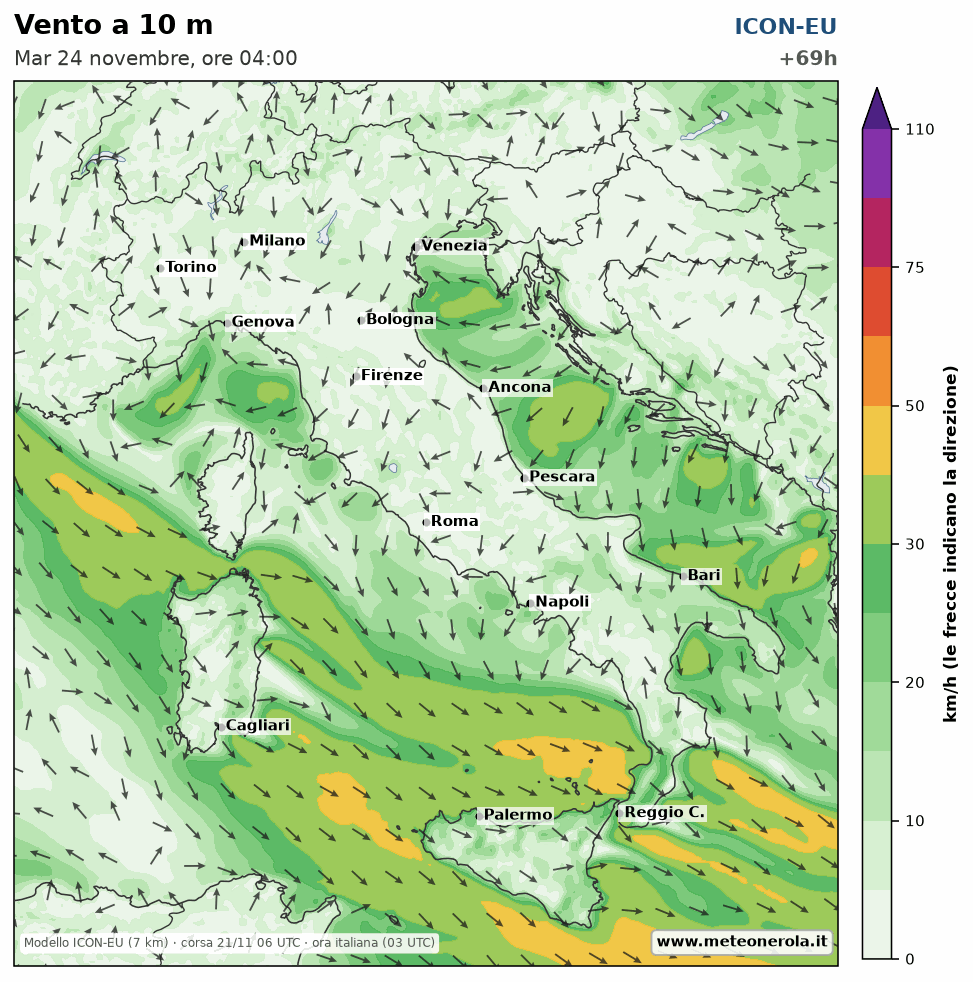 Vento a 10 m
ICON-EU
Mar 24 novembre, ore 04:00
+69h
110
75
50
30
20
10
0
km/h (le frecce indicano la direzione)
Milano
Venezia
Torino
Genova
Bologna
Firenze
Ancona
Pescara
Roma
Bari
Napoli
Cagliari
Palermo
Reggio C.
Modello ICON-EU (7 km) · corsa 21/11 06 UTC · ora italiana (03 UTC)
www.meteonerola.it